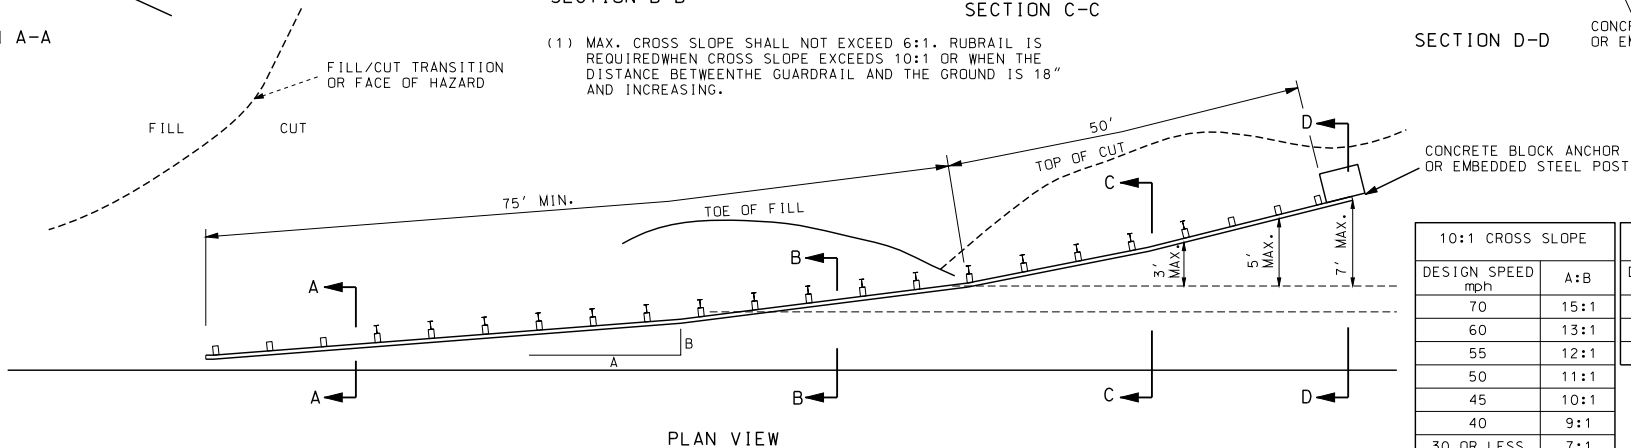 SECTION C-C
A-A
SECTION D-D
(1) MAX. CROSS SLOPE SHALL NOT EXCEED 6:1. RUBRAIL IS
REQUIREDWHEN CROSS SLOPE EXCEEDS 10:1 OR WHEN THE
DISTANCE BETWEENTHE GUARDRAIL AND THE GROUND IS 18"
AND INCREASING.
FILL/CUT TRANSITION
OR FACE OF HAZARD
FILL
CUT
50'
D
TOP OF CUT
CONCRETE BLOCK ANCHOR
OR EMBEDDED STEEL POST
75' MIN.
TOE OF FILL
C
B
A
3' MAX.
5' MAX.
7' MAX.
B
A
A
B
C
D
PLAN VIEW
10:1 CROSS SLOPE
DESIGN SPEED mph A:B
70 15:1
60 13:1
55 12:1
50 11:1
45 10:1
40 9:1
30 OR LESS 7:1